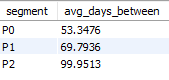 segment avg_days_between
P0 53.3476
P1 69.7936
P2 99.9513